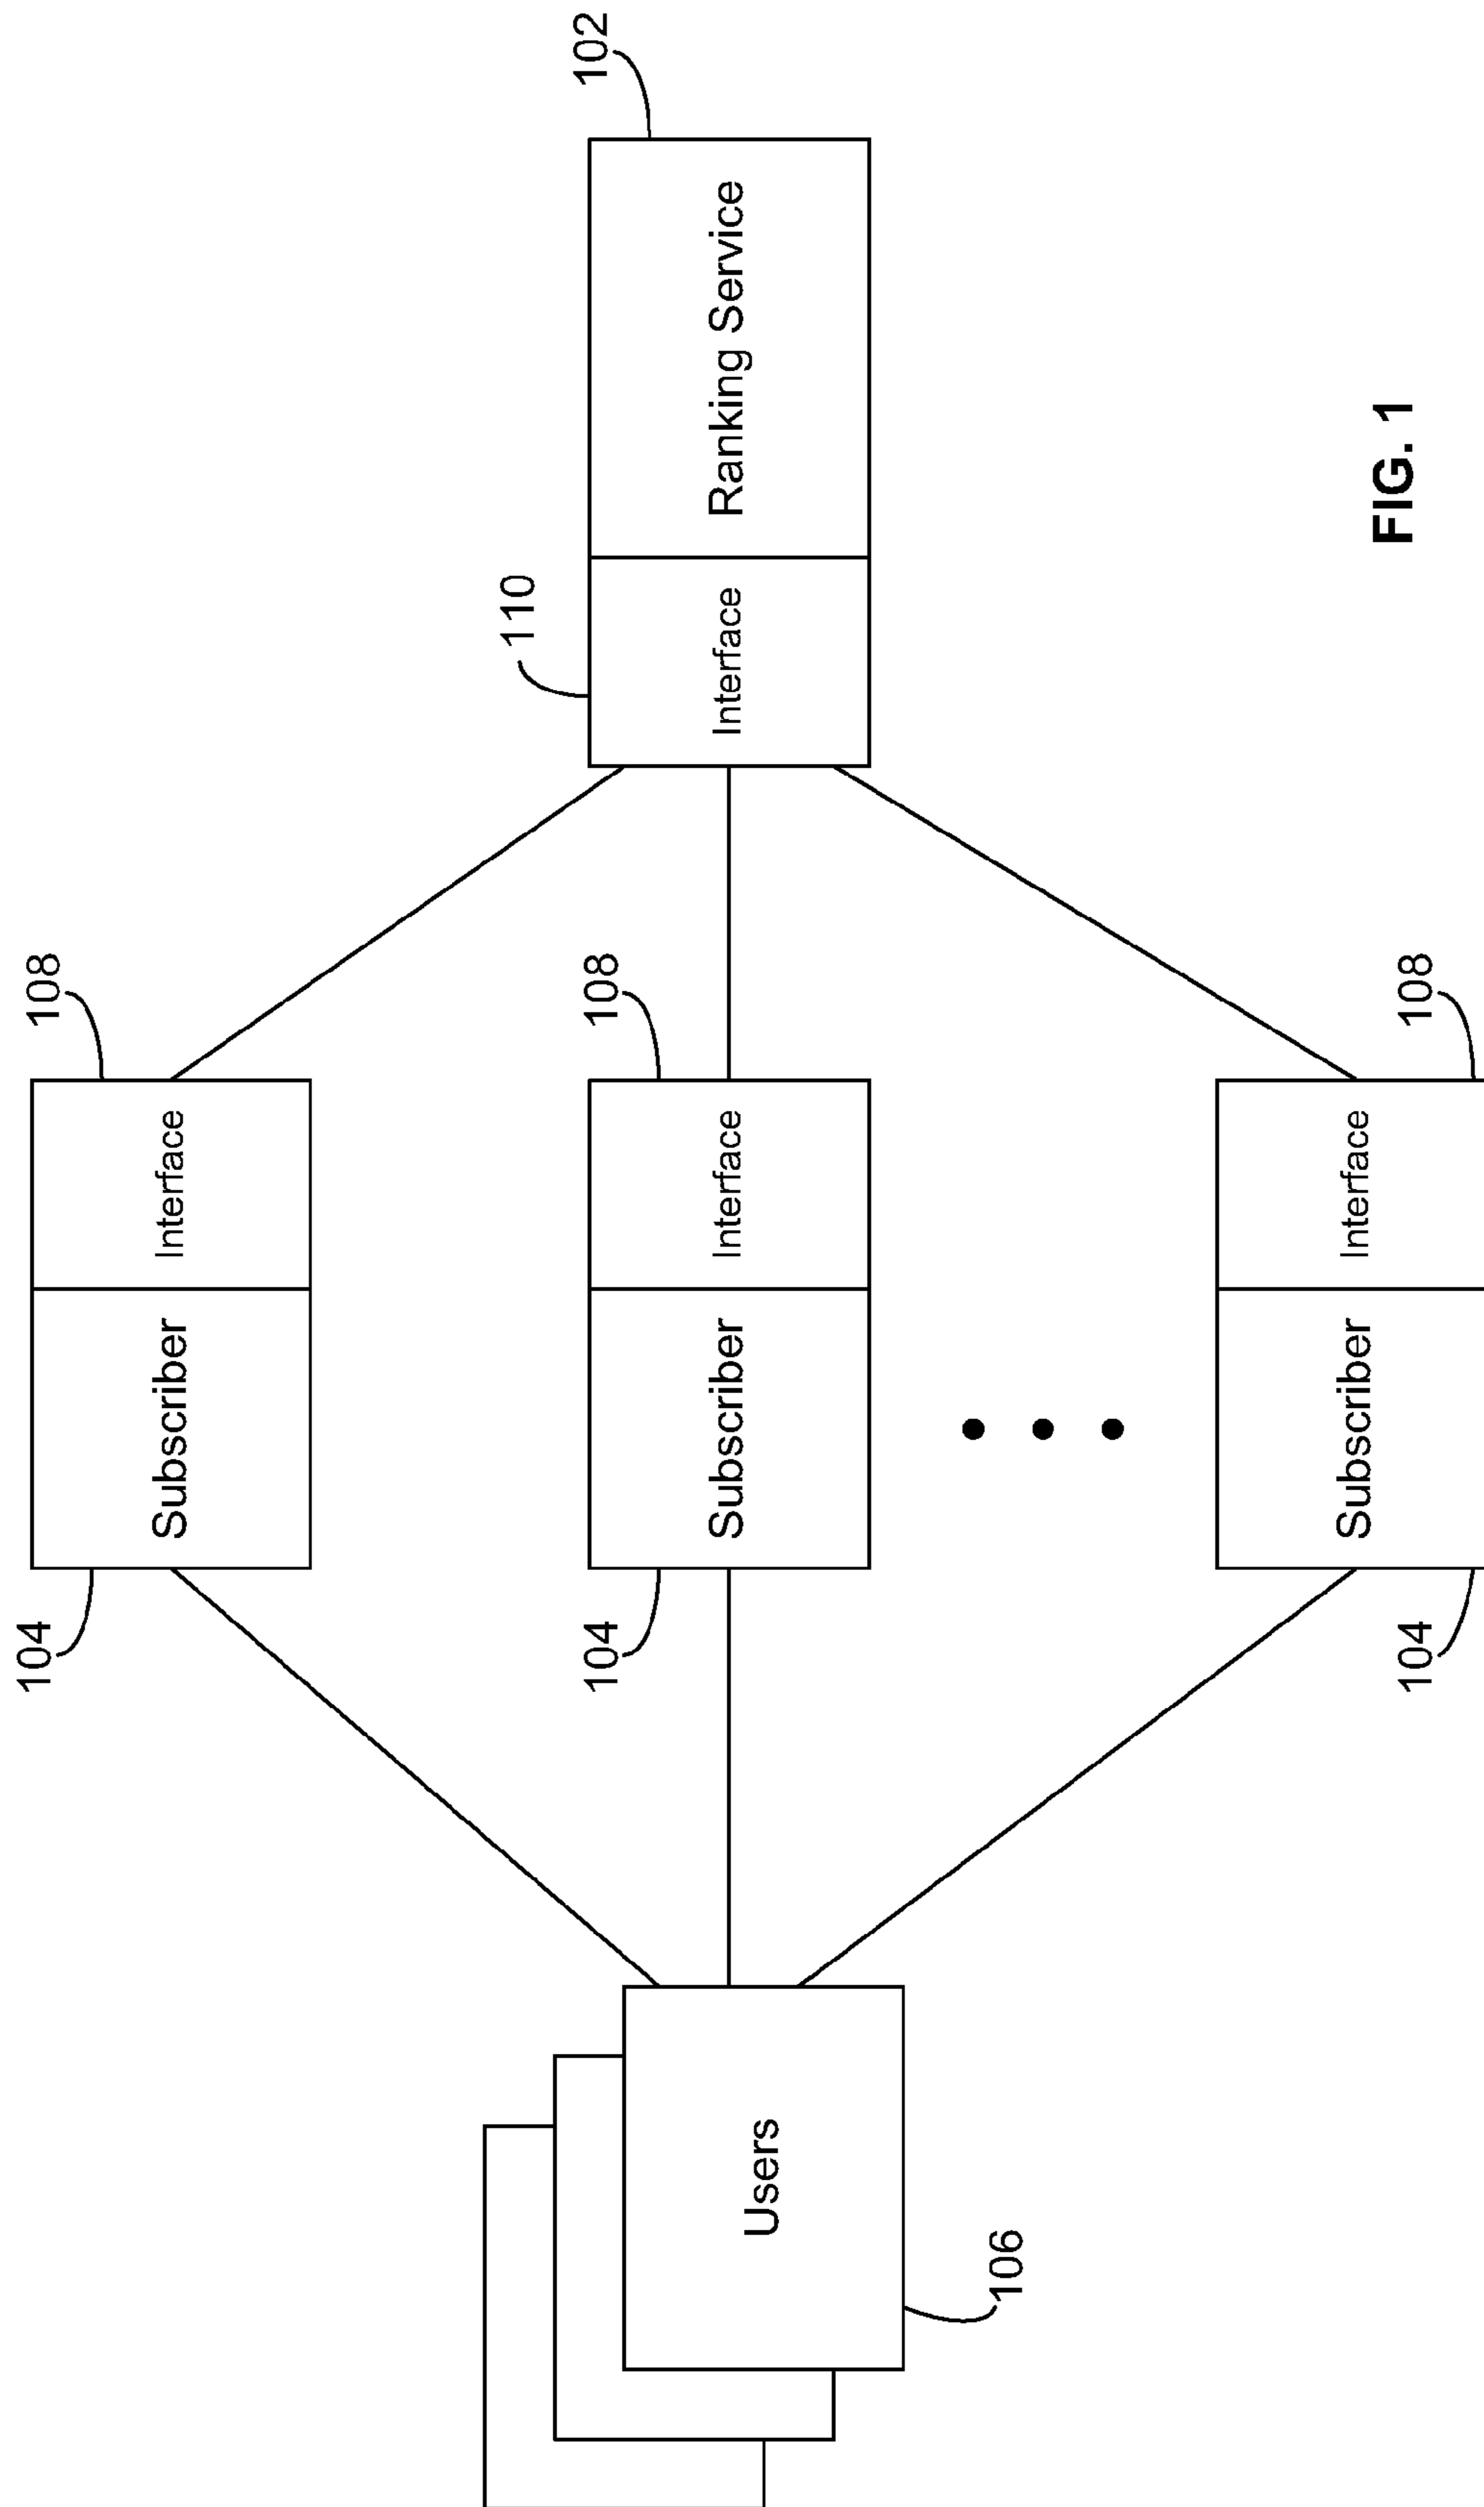 104
Subscriber
Interface
108
106
Users
104
Subscriber
Interface
108
110
Interface
Ranking Service
102
104
Subscriber
Interface
108
FIG. 1